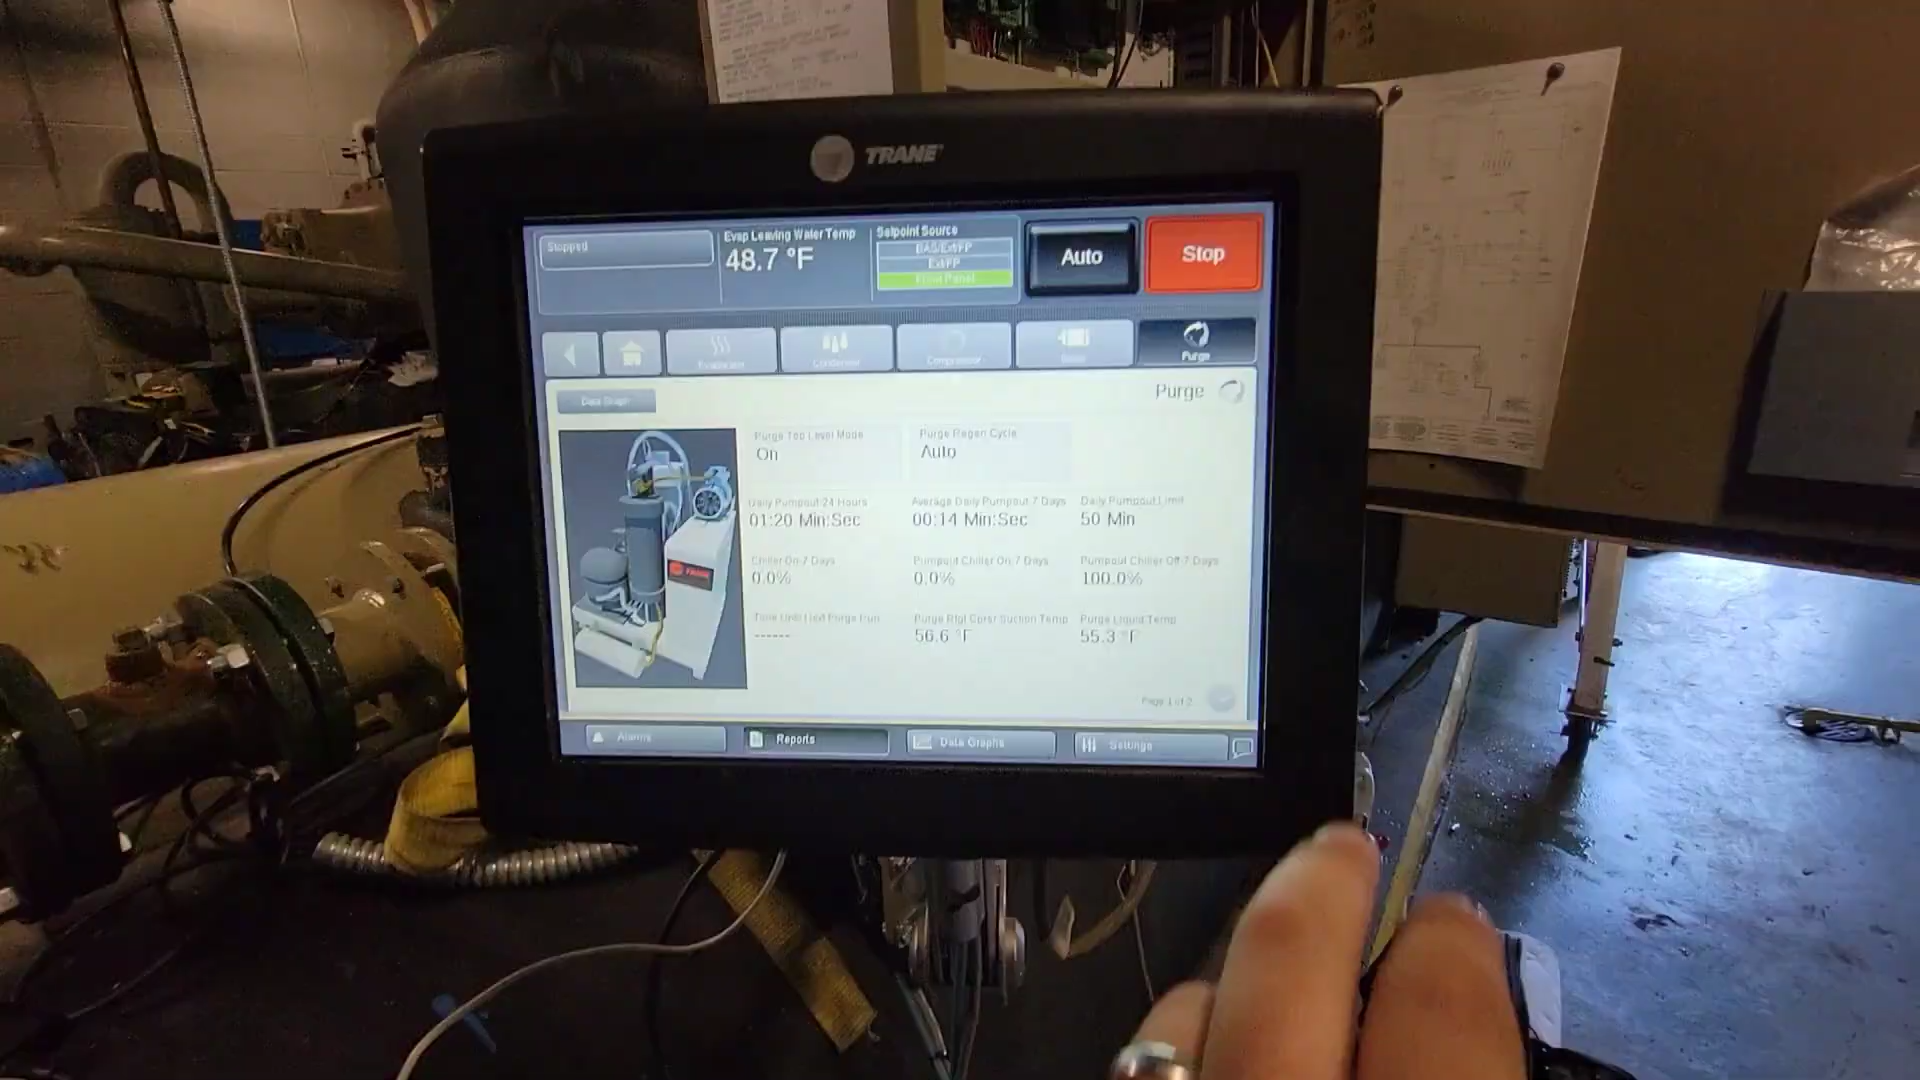 TRANE
Stopped
Evap Leaving Water Temp
48.7 °F
Setpoint Source
BAS/Ext/FP
Ext/FP
Front Panel
Auto
Stop
Evaporator
Condenser
Compressor
Motor
Purge
Data Graph
Purge
Purge Top Level Mode
On
Purge Regen Cycle
Auto
Daily Pumpout 24 Hours
01:20 Min:Sec
Average Daily Pumpout 7 Days
00:14 Min:Sec
Daily Pumpout Limit
50 Min
Chiller On 7 Days
0.0%
Pumpout Chiller On 7 Days
0.0%
Pumpout Chiller Off 7 Days
100.0%
Time Until Next Purge Run
------
Purge Rfgt Cprsr Suction Temp
56.6 °F
Purge Liquid Temp
55.3 °F
Page 1 of 2
Alarms
Reports
Data Graphs
Settings